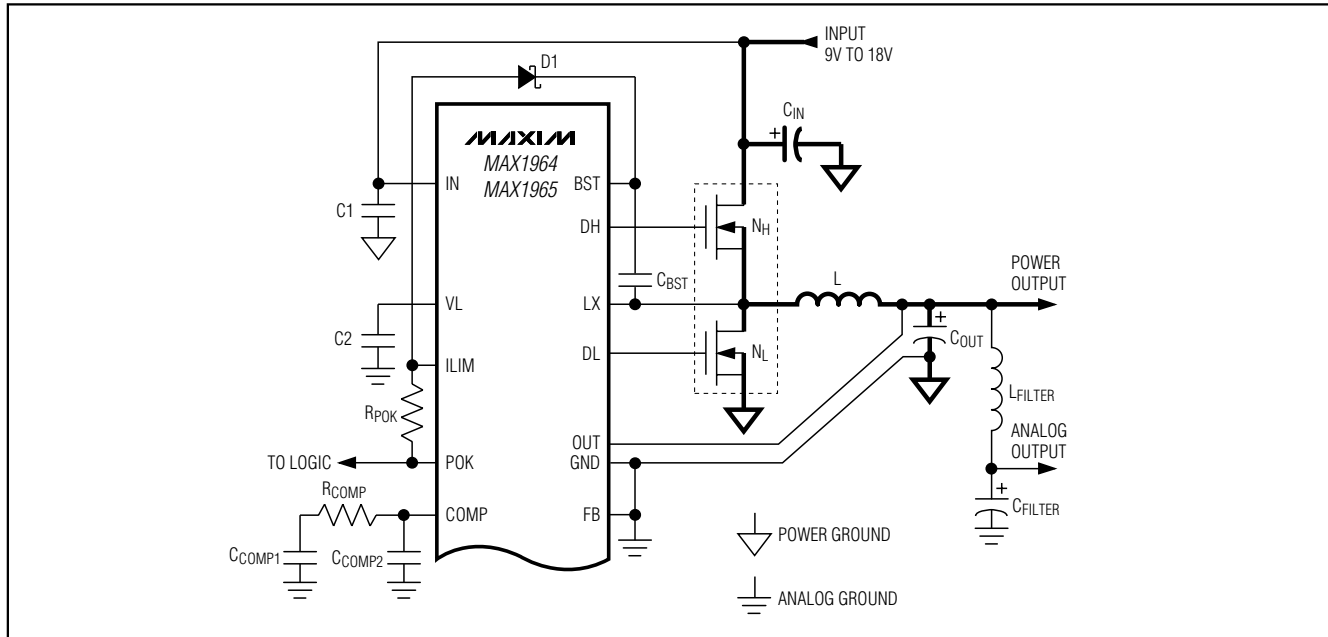 INPUT
9V TO 18V
D1
CIN
+
MAXIM
MAX1964
MAX1965
IN
BST
C1
DH
NH
CBST
L
POWER
OUTPUT
VL
LX
+
COUT
C2
DL
NL
ILIM
LFILTER
RPOK
OUT
ANALOG
OUTPUT
TO LOGIC
POK
GND
RCOMP
+
CFILTER
COMP
FB
POWER GROUND
CCOMP1
CCOMP2
ANALOG GROUND